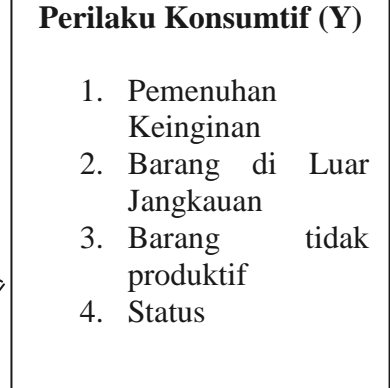 Perilaku Konsumtif (Y)
1. Pemenuhan
Keinginan
2. Barang di Luar
Jangkauan
3. Barang tidak
produktif
4. Status